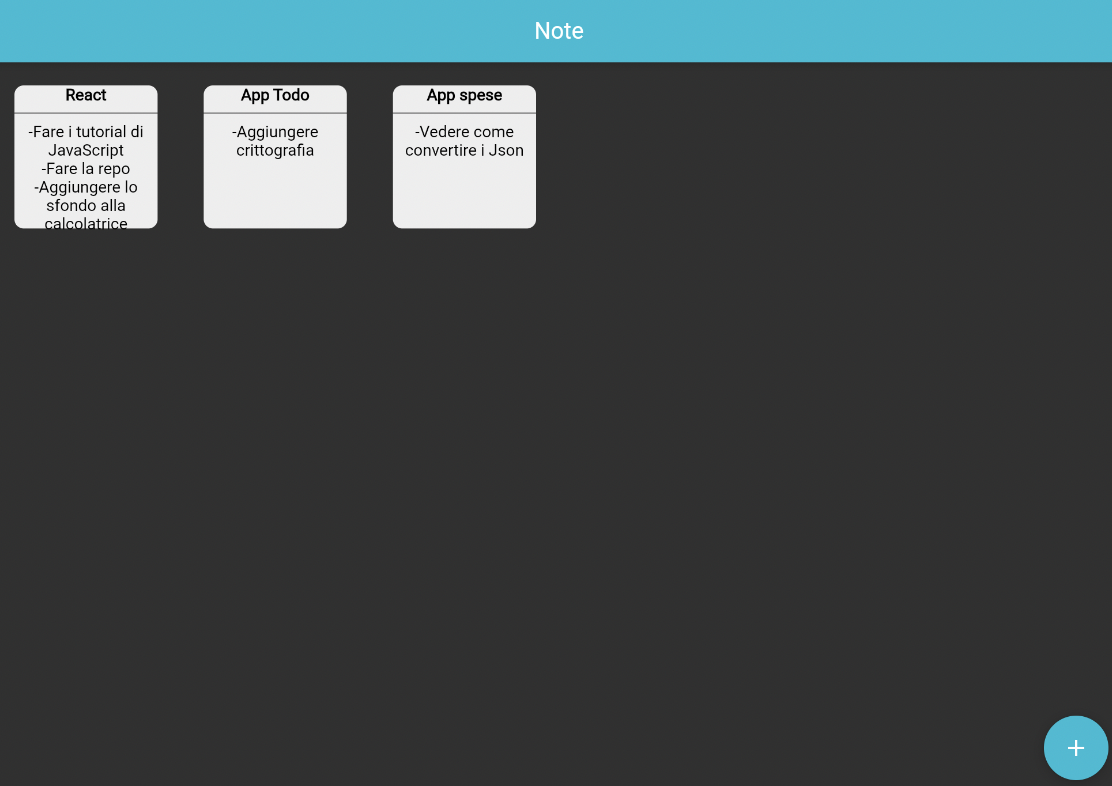 Note
React
-Fare i tutorial di
JavaScript
-Fare la repo
-Aggiungere lo
sfondo alla
calcolatrice
App Todo
-Aggiungere
crittografia
App spese
-Vedere come
convertire i Json
+